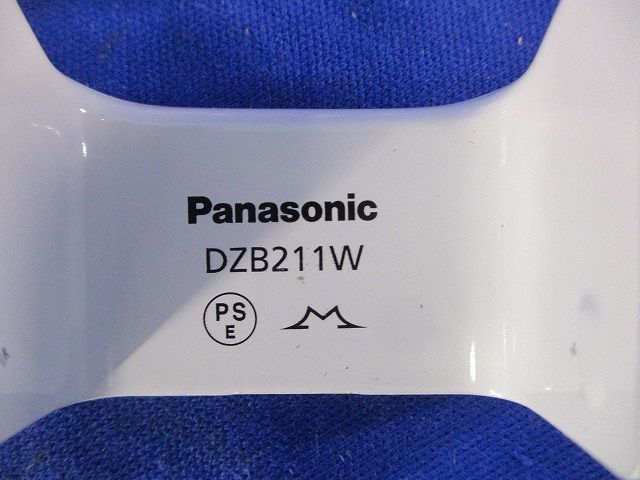 Panasonic
DZB211W
PS
E